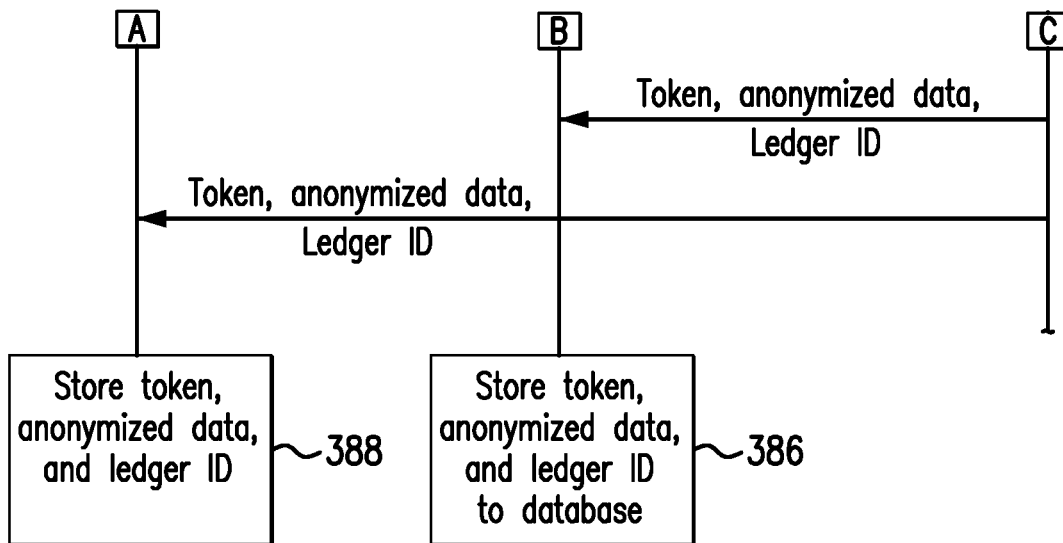 A
B
C
Token, anonymized data,
Ledger ID
Token, anonymized data,
Ledger ID
Store token,
anonymized data,
and ledger ID
388
Store token,
anonymized data,
and ledger ID
to database
386